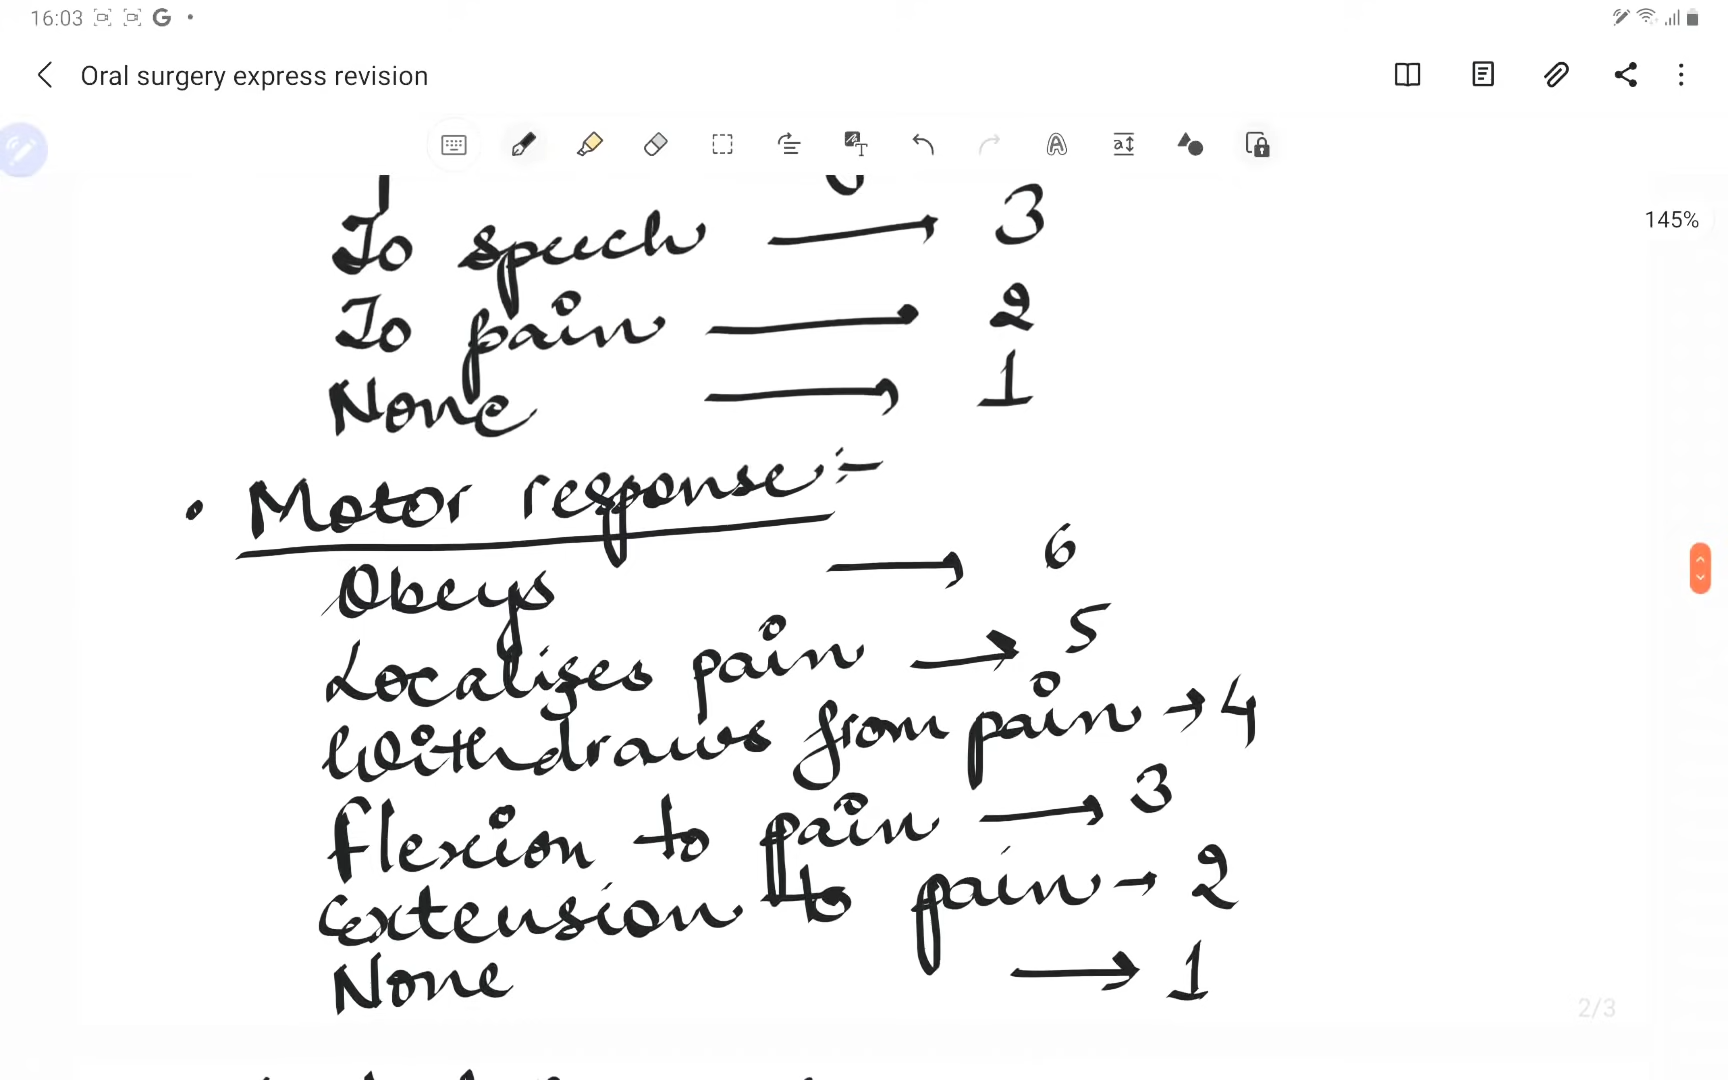 16:03 G
Oral surgery express revision
145%
To speech → 3
To pain → 2
None → 1
• Motor response :-
Obeys → 6
Localizes pain → 5
Withdraws from pain → 4
flexion to pain → 3
extension to pain → 2
None → 1
2/3